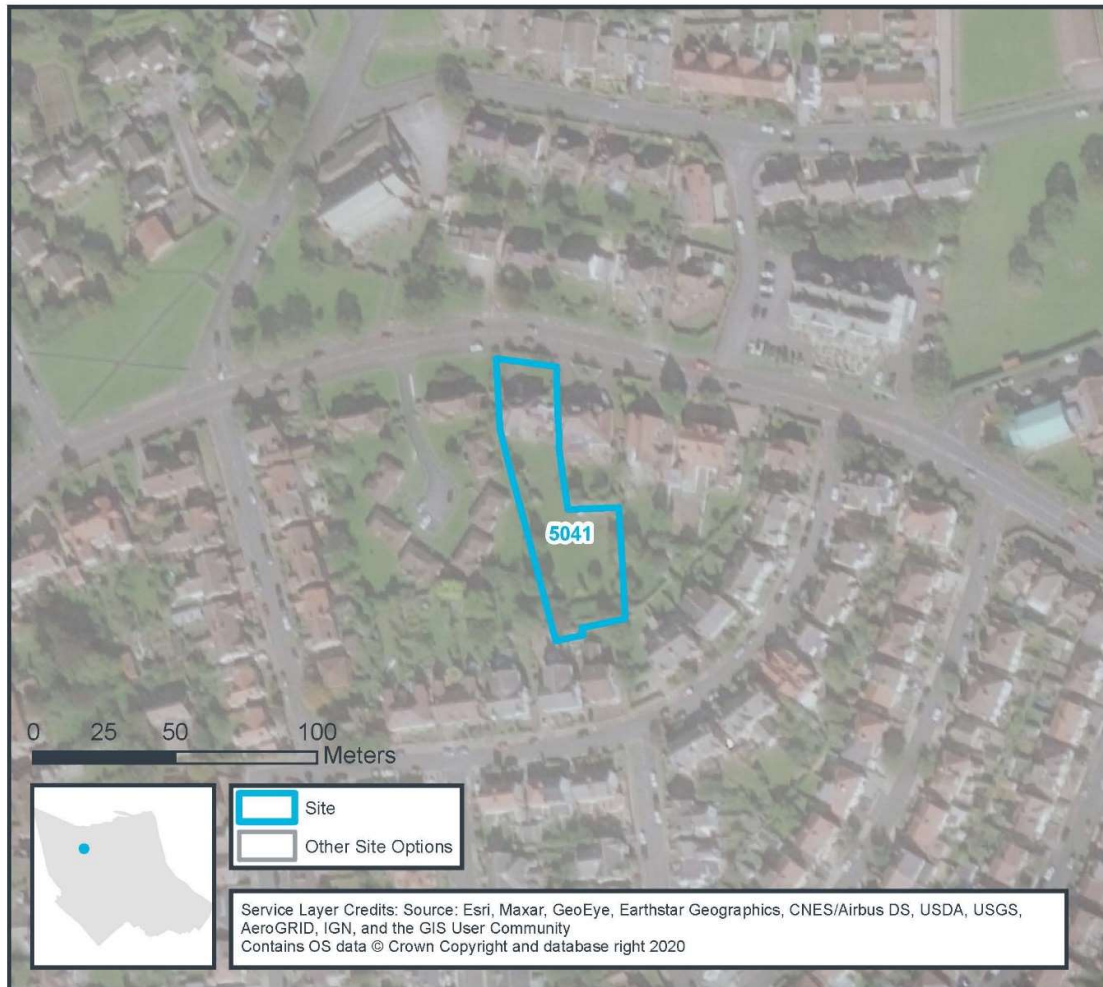 5041
0 25 50 100
Meters
Site
Other Site Options
Service Layer Credits: Source: Esri, Maxar, GeoEye, Earthstar Geographics, CNES/Airbus DS, USDA, USGS,
AeroGRID, IGN, and the GIS User Community
Contains OS data © Crown Copyright and database right 2020